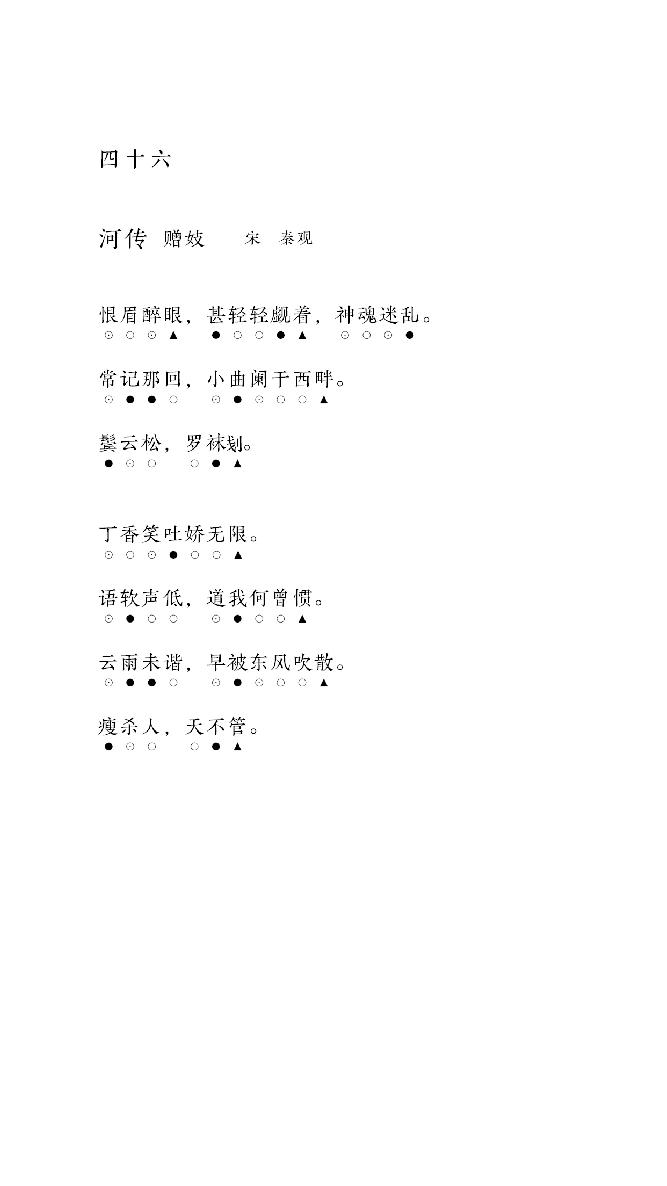 四十六
河传 赠妓 宋 秦观
恨眉醉眼，甚轻轻觑着，神魂迷乱。
⊙○⊙▲ ●○○●▲ ⊙○⊙●
常记那回，小曲阑干西畔。
⊙●●○ ⊙●⊙○○▲
鬓云松，罗袜刬。
●⊙○ ○●▲
丁香笑吐娇无限。
⊙○⊙●○○▲
语软声低，道我何曾惯。
⊙●○○ ⊙●○○▲
云雨未谐，早被东风吹散。
⊙●●○ ⊙●⊙○○▲
瘦杀人，天不管。
●⊙○ ○●▲